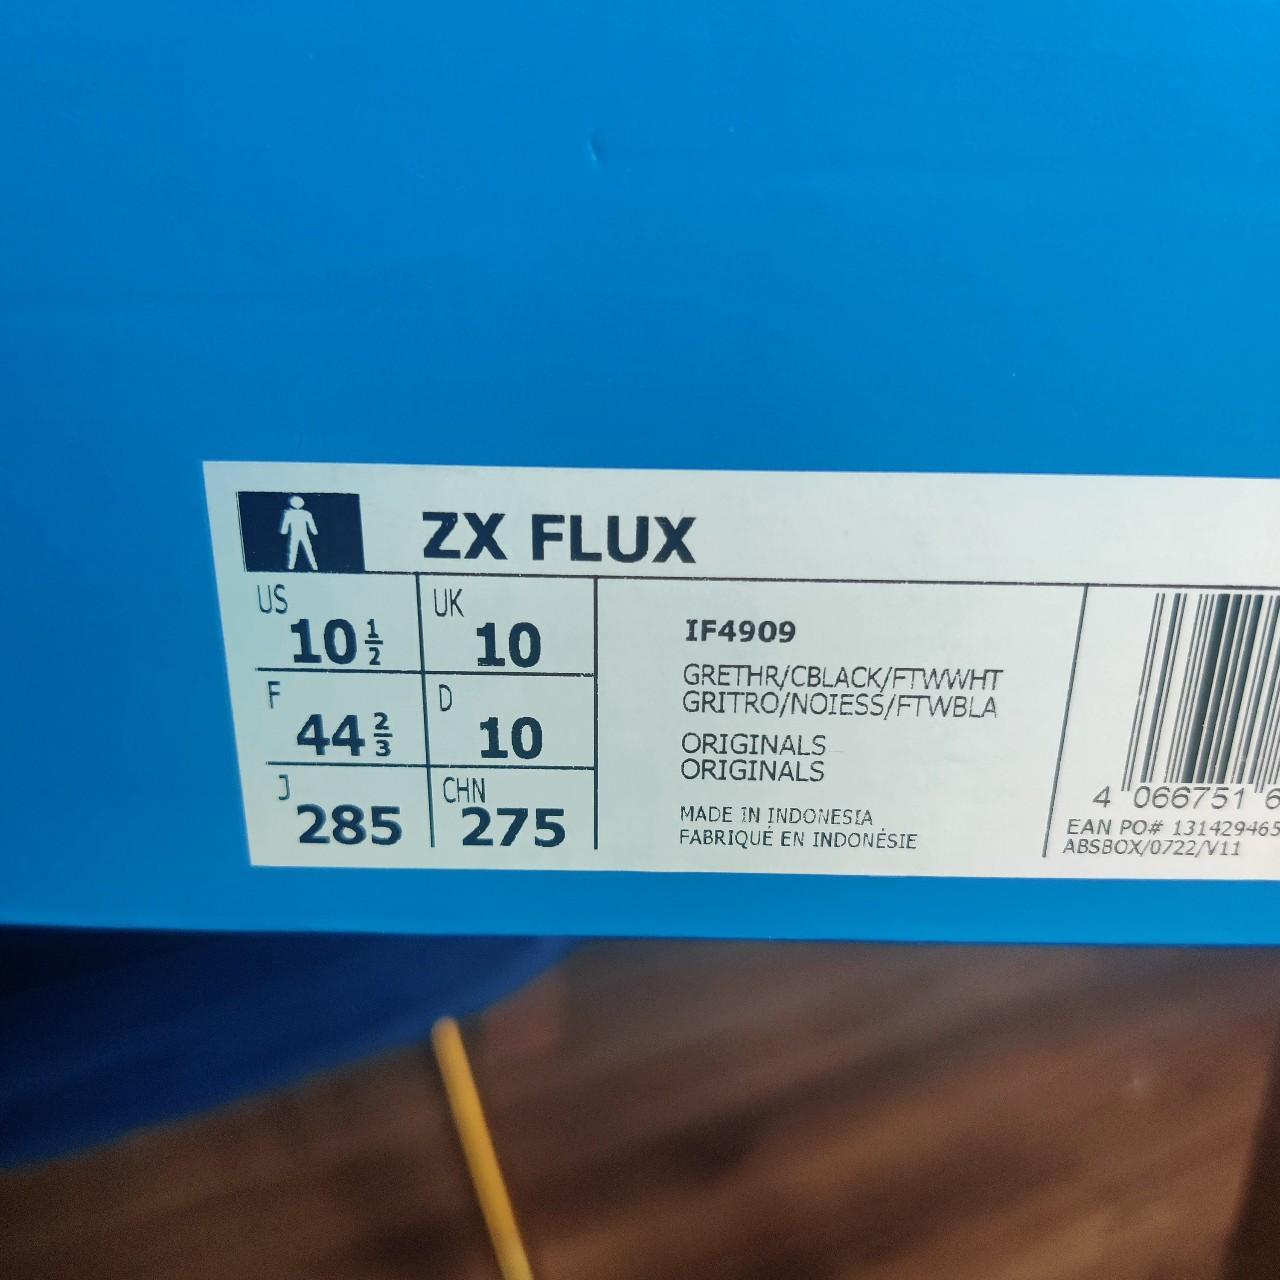 ZX FLUX
US 10 1/2
UK 10
F 44 2/3
D 10
J 285
CHN 275
IF4909
GRETHR/CBLACK/FTWWHT
GRITRO/NOIESS/FTWBLA
ORIGINALS
ORIGINALS
MADE IN INDONESIA
FABRIQUÉ EN INDONÉSIE
4 066751 6
EAN PO# 131429465
ABSBOX/0722/V11